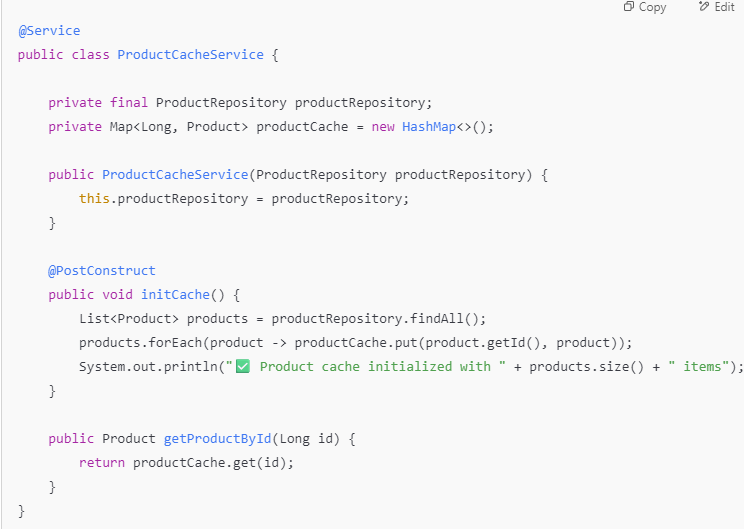 Copy Edit
@Service
public class ProductCacheService {
    private final ProductRepository productRepository;
    private Map<Long, Product> productCache = new HashMap<>();
    public ProductCacheService(ProductRepository productRepository) {
        this.productRepository = productRepository;
    }
    @PostConstruct
    public void initCache() {
        List<Product> products = productRepository.findAll();
        products.forEach(product -> productCache.put(product.getId(), product));
        System.out.println("✅ Product cache initialized with " + products.size() + " items");
    }
    public Product getProductById(Long id) {
        return productCache.get(id);
    }
}